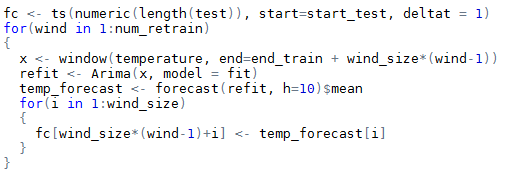 fc <- ts(numeric(length(test)), start=start_test, deltat = 1)
for(wind in 1:num_retrain)
{
  x <- window(temperature, end=end_train + wind_size*(wind-1))
  refit <- Arima(x, model = fit)
  temp_forecast <- forecast(refit, h=10)$mean
  for(i in 1:wind_size)
  {
    fc[wind_size*(wind-1)+i] <- temp_forecast[i]
  }
}